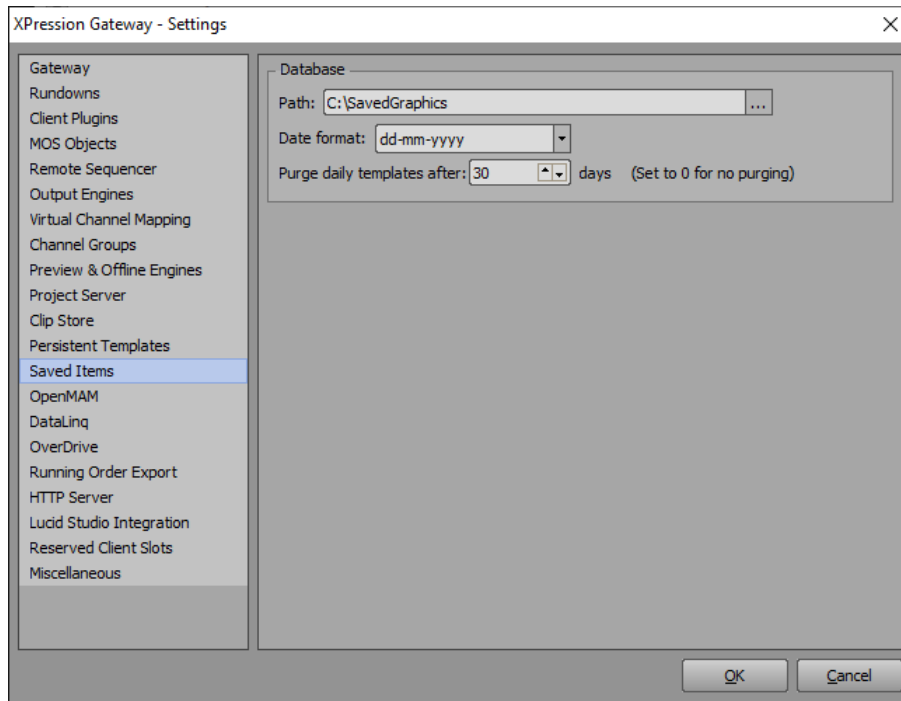 XPression Gateway - Settings
Gateway
Rundowns
Client Plugins
MOS Objects
Remote Sequencer
Output Engines
Virtual Channel Mapping
Channel Groups
Preview & Offline Engines
Project Server
Clip Store
Persistent Templates
Saved Items
OpenMAM
DataLinq
OverDrive
Running Order Export
HTTP Server
Lucid Studio Integration
Reserved Client Slots
Miscellaneous
Database
Path: C:\SavedGraphics ...
Date format: dd-mm-yyyy
Purge daily templates after: 30 days (Set to 0 for no purging)
OK Cancel